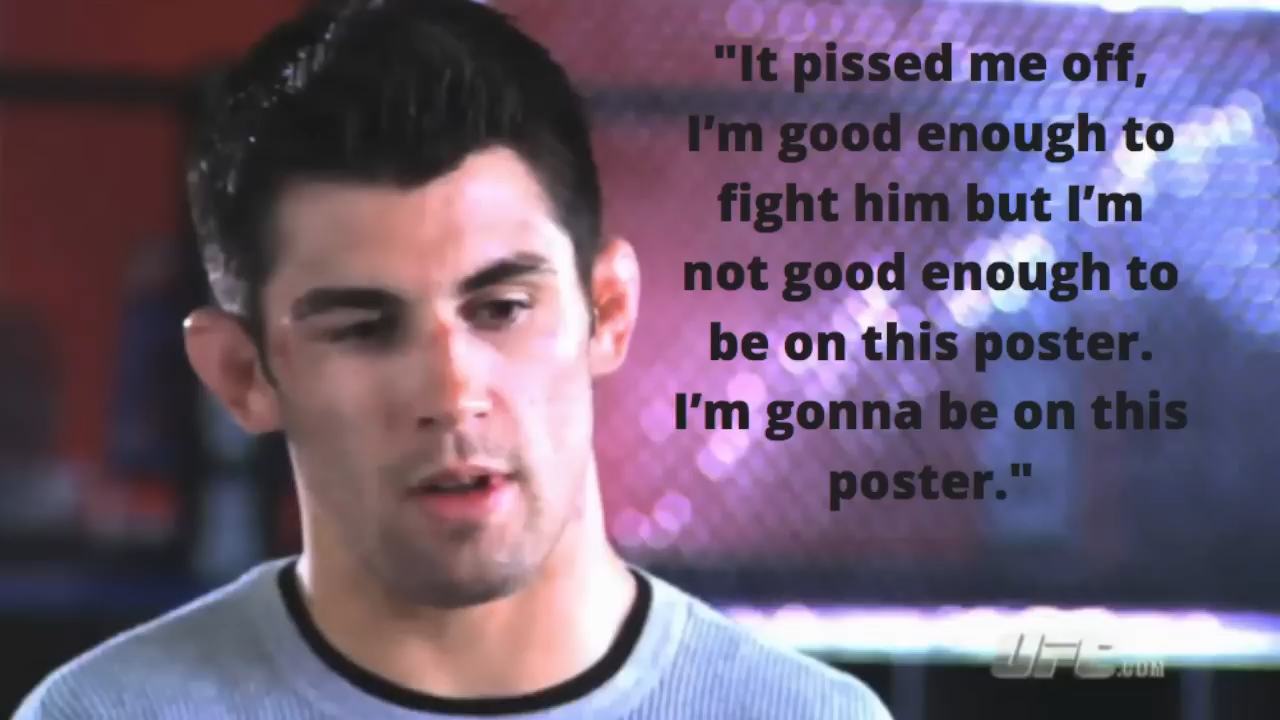 "It pissed me off,
I’m good enough to
fight him but I’m
not good enough to
be on this poster.
I’m gonna be on this
poster."
UFC.COM